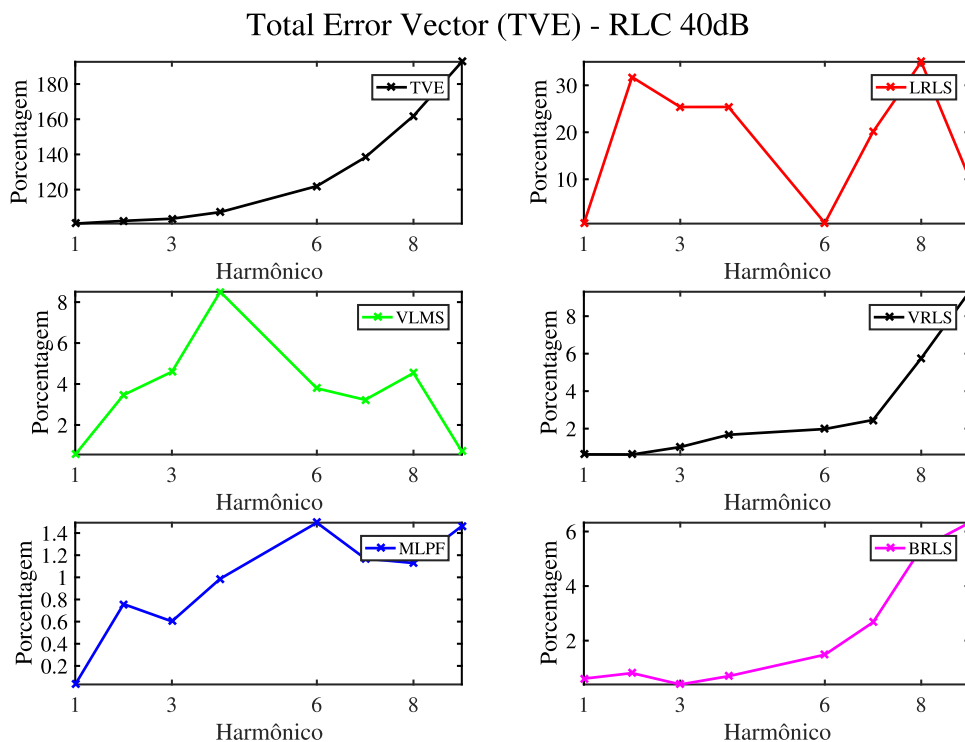 Total Error Vector (TVE) - RLC 40dB
Porcentagem
180
160
140
120
1
3
6
8
Harmônico
TVE
Porcentagem
30
20
10
1
3
6
8
Harmônico
LRLS
Porcentagem
8
6
4
2
1
3
6
8
Harmônico
VLMS
Porcentagem
8
6
4
2
1
3
6
8
Harmônico
VRLS
Porcentagem
1.4
1.2
1
0.8
0.6
0.4
0.2
1
3
6
8
Harmônico
MLPF
Porcentagem
6
4
2
1
3
6
8
Harmônico
BRLS